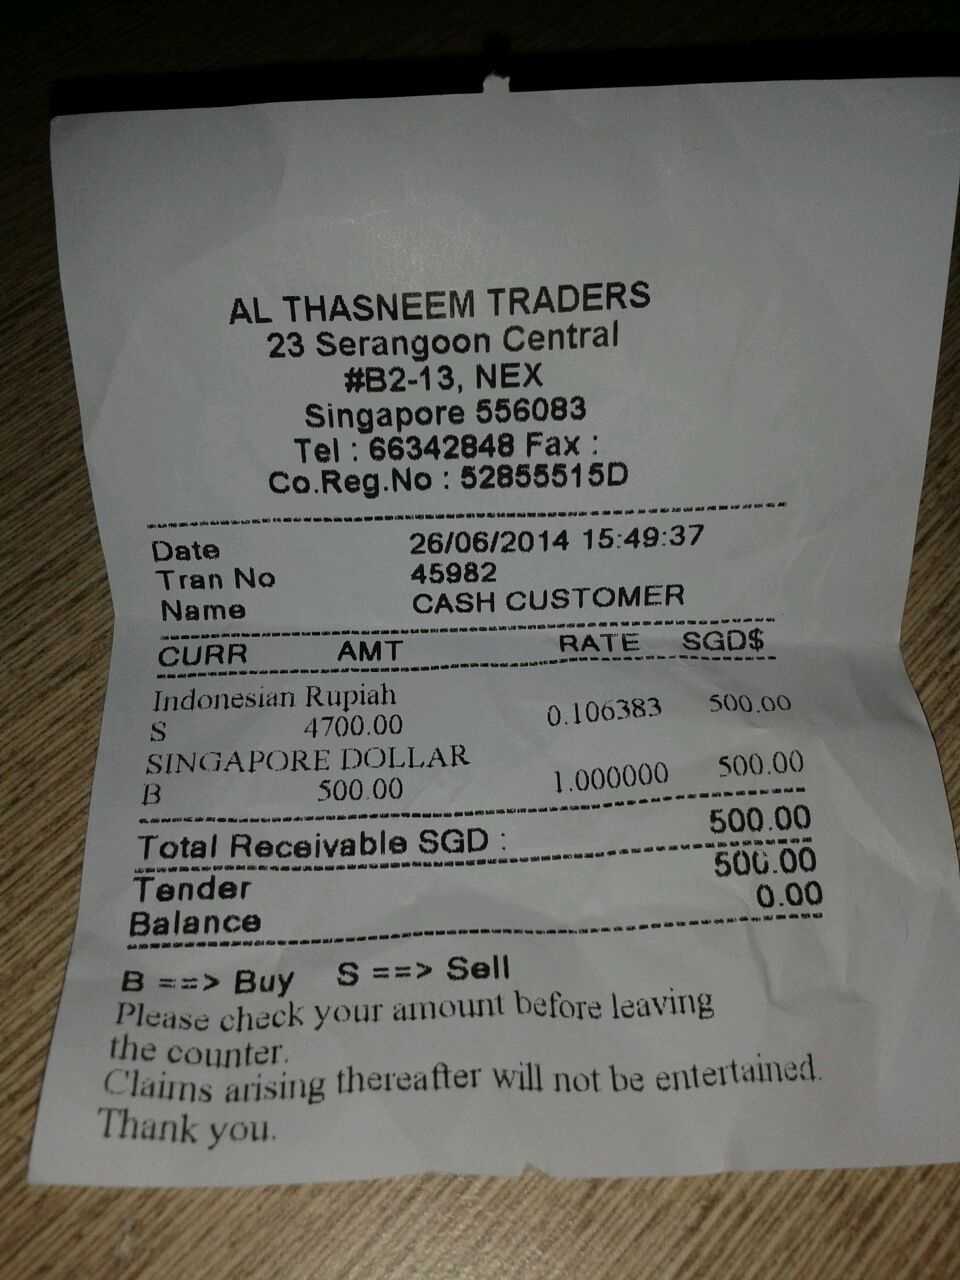 AL THASNEEM TRADERS
23 Serangoon Central
#B2-13, NEX
Singapore 556083
Tel : 66342848 Fax :
Co.Reg.No : 52855515D
Date 26/06/2014 15:49:37
Tran No 45982
Name CASH CUSTOMER
CURR AMT RATE SGD$
Indonesian Rupiah
S 4700.00 0.106383 500.00
SINGAPORE DOLLAR
B 500.00 1.000000 500.00
Total Receivable SGD : 500.00
Tender 500.00
Balance 0.00
B ==> Buy S ==> Sell
Please check your amount before leaving
the counter.
Claims arising thereafter will not be entertained.
Thank you.